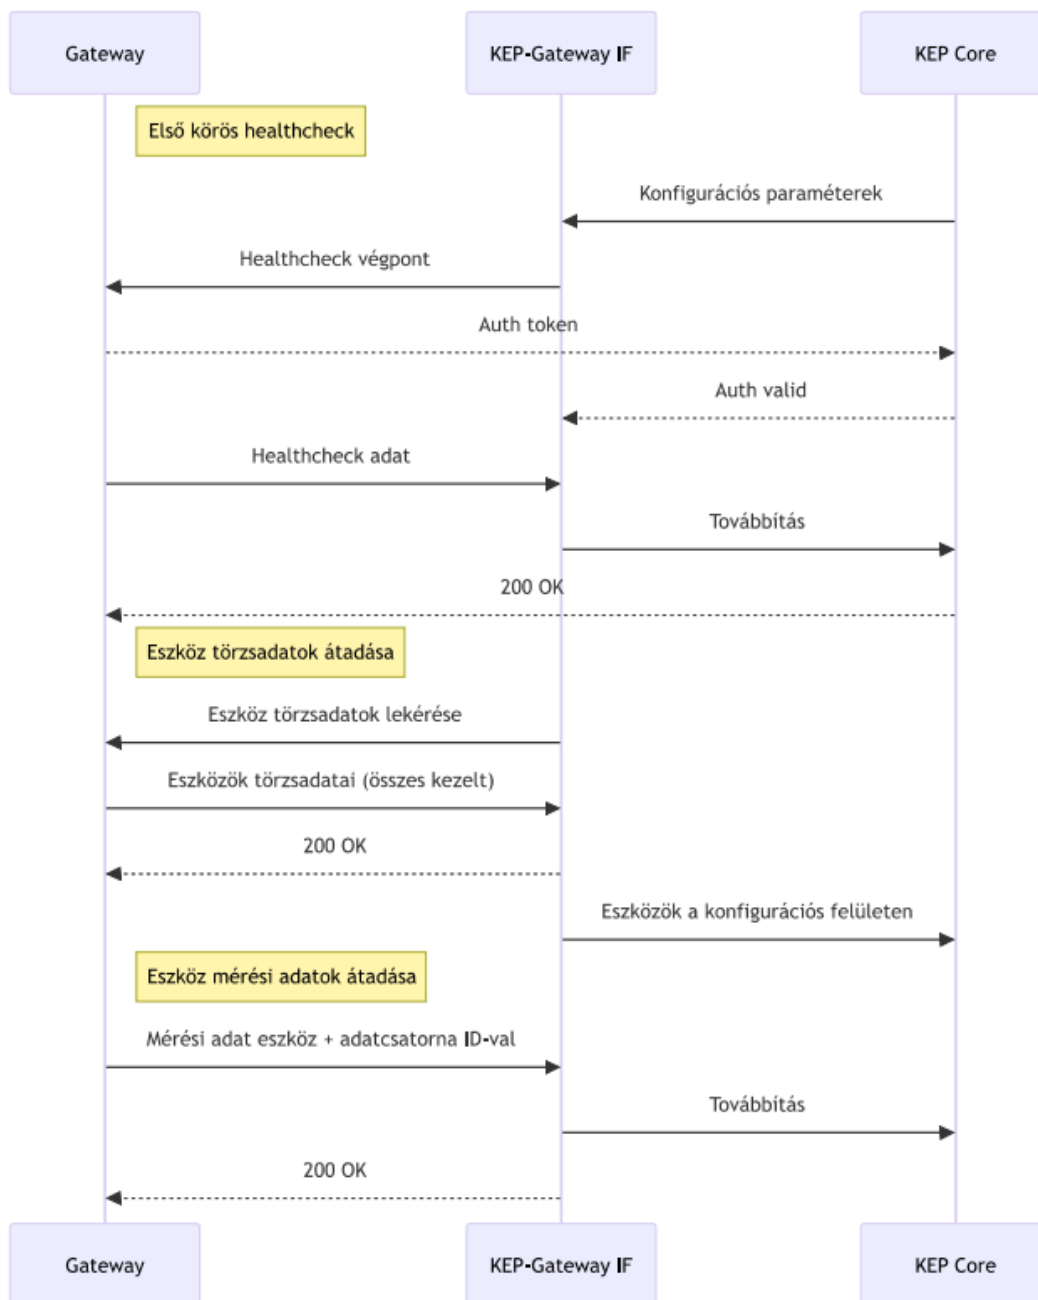 Gateway
KEP-Gateway IF
KEP Core
Első körös healthcheck
Konfigurációs paraméterek
Healthcheck végpont
Auth token
Auth valid
Healthcheck adat
Továbbítás
200 OK
Eszköz törzsadatok átadása
Eszköz törzsadatok lekérése
Eszközök törzsadatai (összes kezelt)
200 OK
Eszközök a konfigurációs felületen
Eszköz mérési adatok átadása
Mérési adat eszköz + adatcsatorna ID-val
Továbbítás
200 OK
Gateway
KEP-Gateway IF
KEP Core